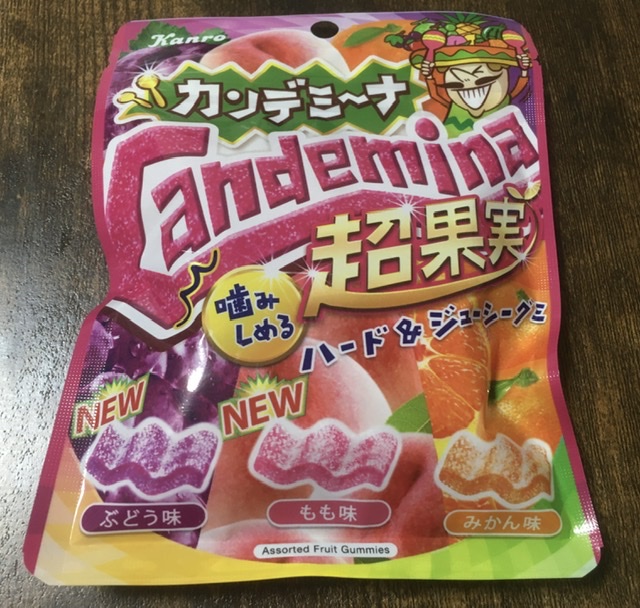 Kanro
カンデミ〜ナ
Candemina
超果実
噛み
しめる
ハード & ジューシーグミ
NEW
NEW
ぶどう味
もも味
みかん味
Assorted Fruit Gummies